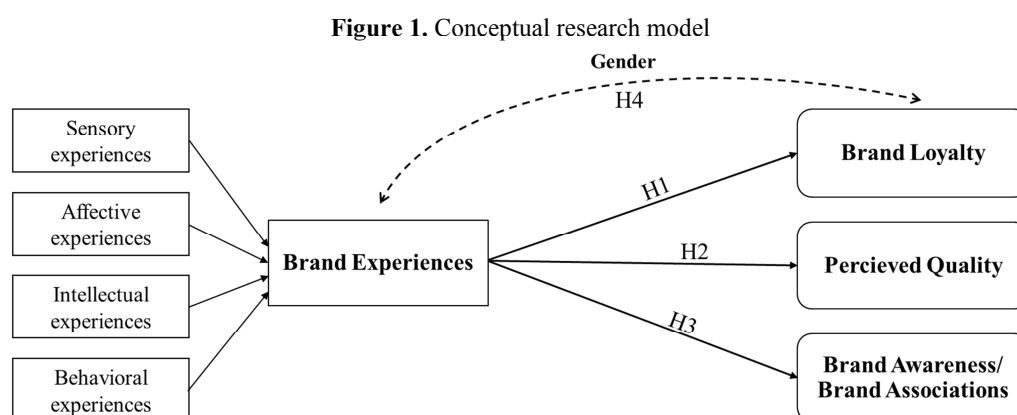 Figure 1. Conceptual research model
Gender
H4
Sensory
experiences
Affective
experiences
Intellectual
experiences
Behavioral
experiences
Brand Experiences
H1
H2
H3
Brand Loyalty
Percieved Quality
Brand Awareness/
Brand Associations